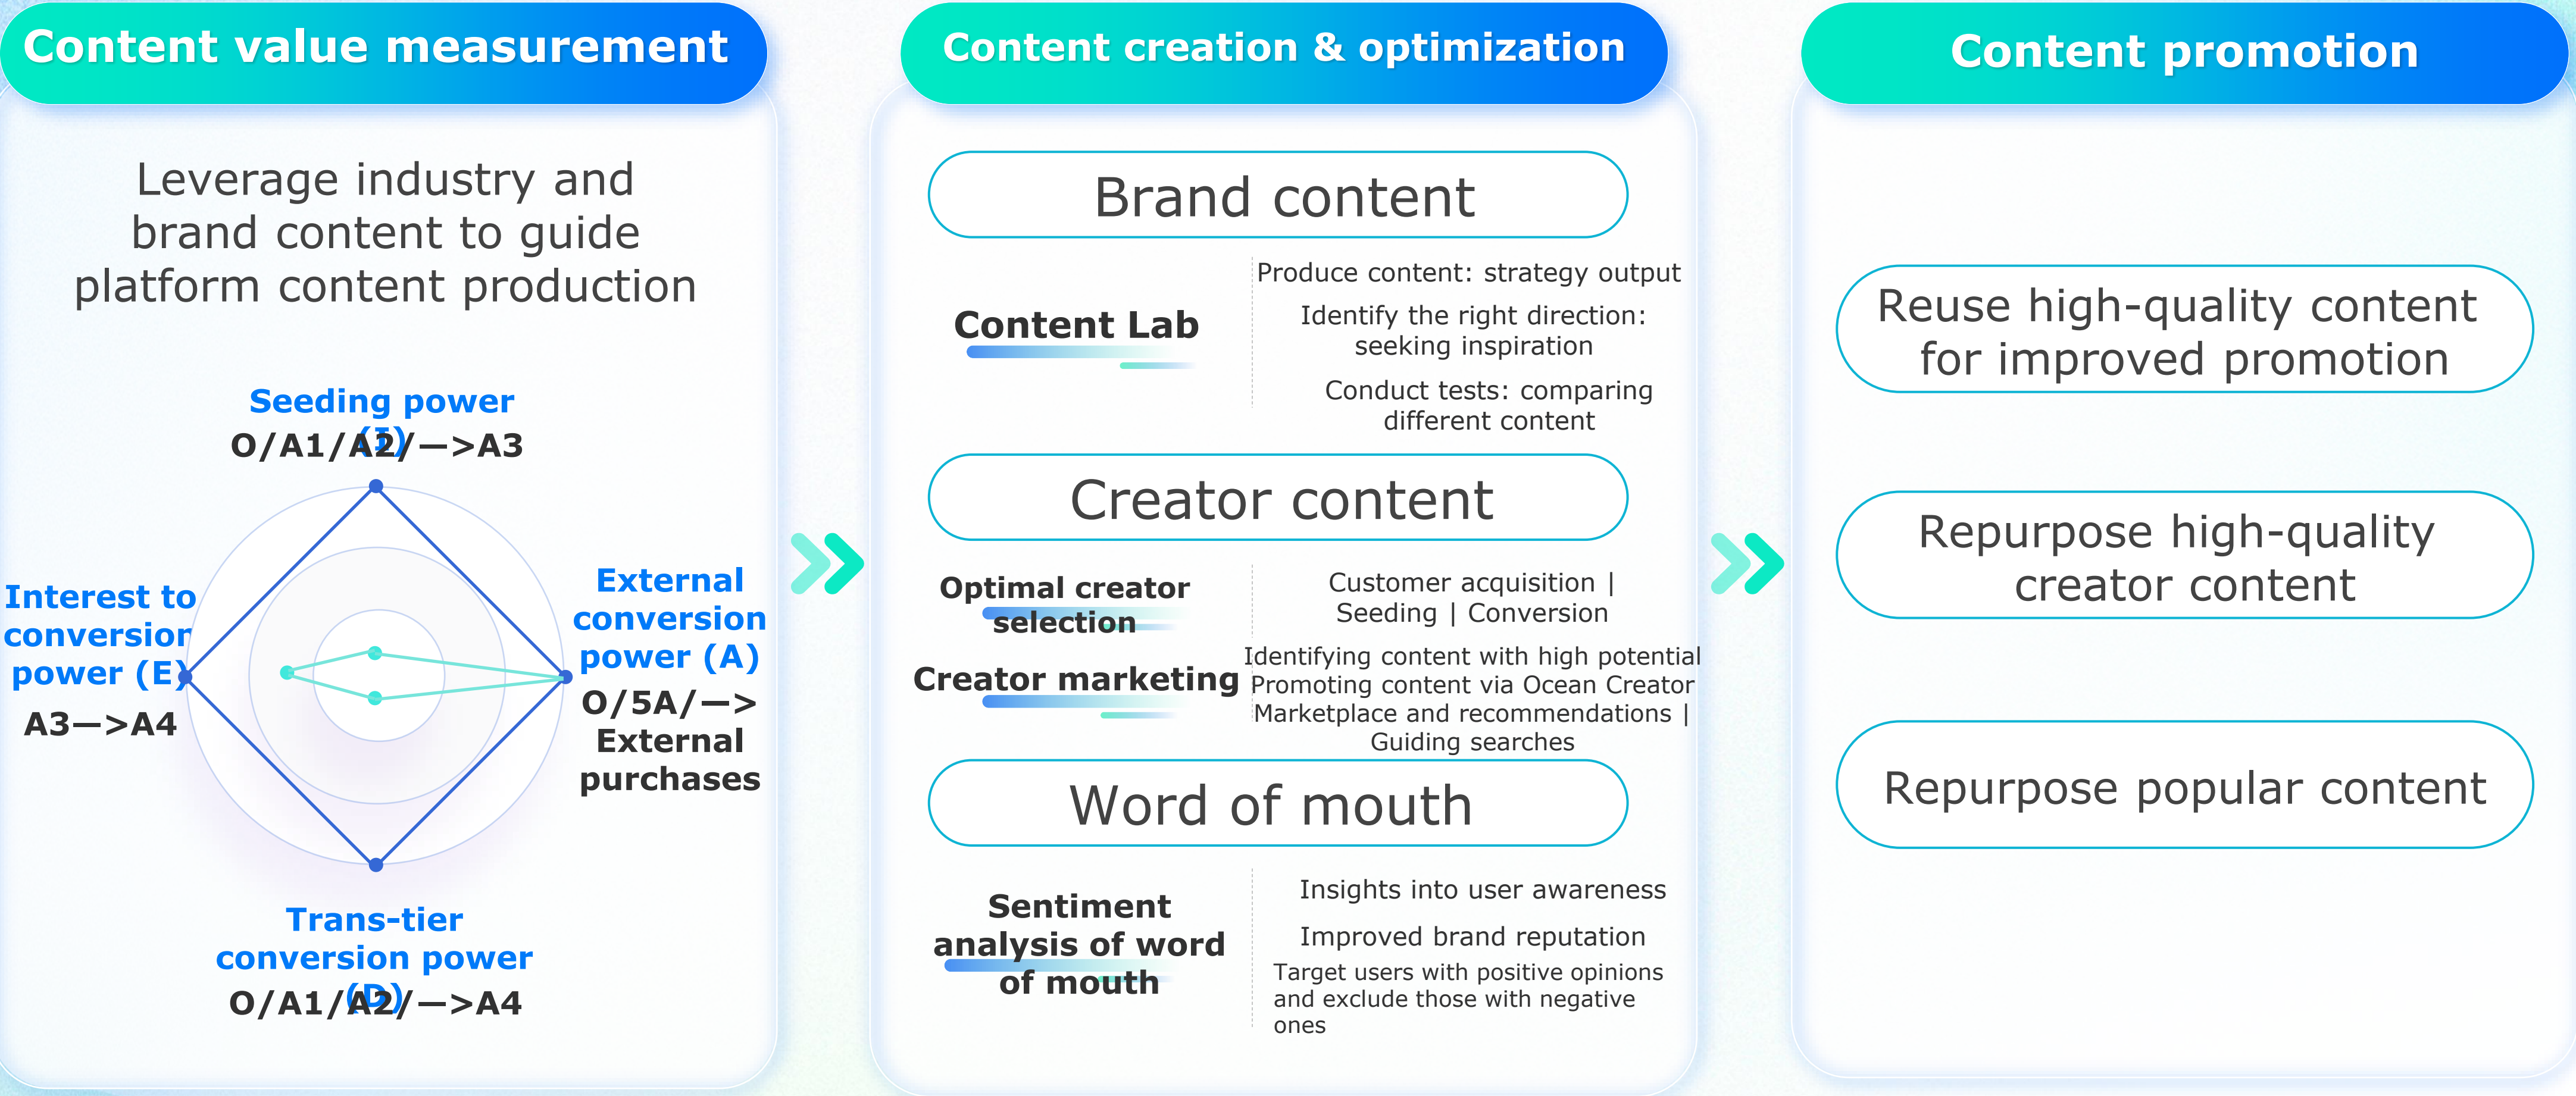 Content value measurement
Leverage industry and
brand content to guide
platform content production
Seeding power
(I)
O/A1/A2/—>A3
Interest to
conversion
power (E)
A3—>A4
External
conversion
power (A)
O/5A/—>
External
purchases
Trans-tier
conversion power
(D)
O/A1/A2/—>A4
Content creation & optimization
Brand content
Content Lab
Produce content: strategy output
Identify the right direction:
seeking inspiration
Conduct tests: comparing
different content
Creator content
Optimal creator
selection
Customer acquisition |
Seeding | Conversion
Creator marketing
Identifying content with high potential
Promoting content via Ocean Creator
Marketplace and recommendations |
Guiding searches
Word of mouth
Sentiment
analysis of word
of mouth
Insights into user awareness
Improved brand reputation
Target users with positive opinions
and exclude those with negative
ones
Content promotion
Reuse high-quality content
for improved promotion
Repurpose high-quality
creator content
Repurpose popular content